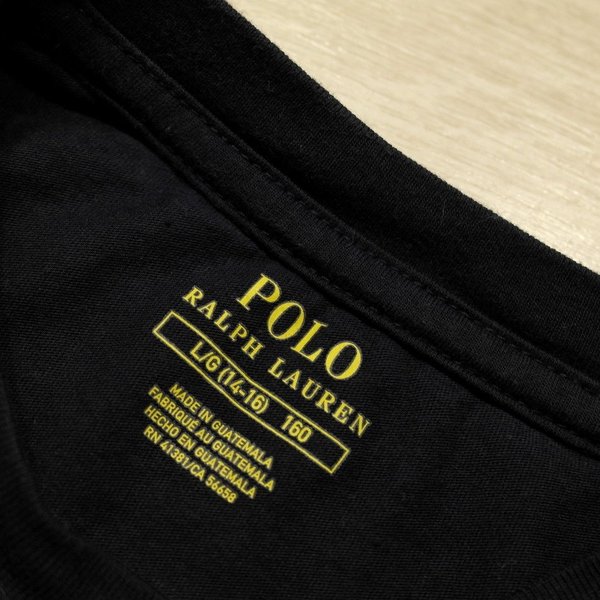 POLO
RALPH LAUREN
L/G (14-16) 160
MADE IN GUATEMALA
FABRIQUÉ AU GUATEMALA
HECHO EN GUATEMALA
RN 41381/CA 56658